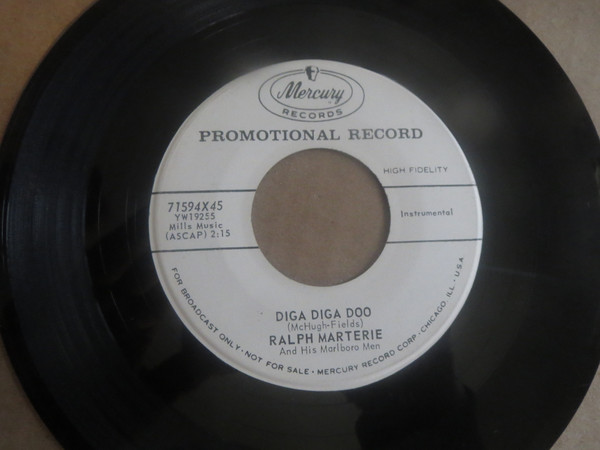 Mercury
RECORDS
PROMOTIONAL RECORD
HIGH FIDELITY
71594X45
YW19255
Mills Music
(ASCAP) 2:15
Instrumental
DIGA DIGA DOO
(McHugh-Fields)
RALPH MARTERIE
And His Marlboro Men
FOR BROADCAST ONLY • NOT FOR SALE • MERCURY RECORD CORP • CHICAGO, ILL • USA